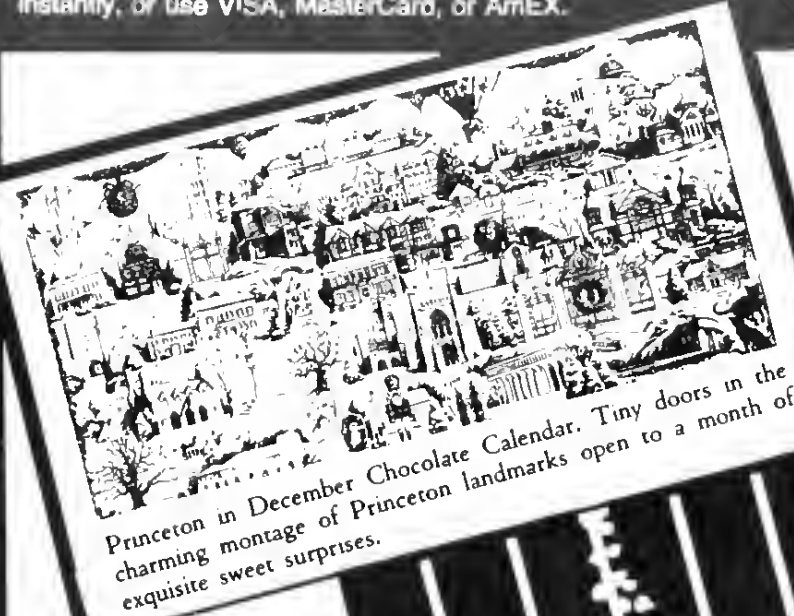 instantly, or use VISA, MasterCard, or AmEX.
Princeton in December Chocolate Calendar. Tiny doors in the
charming montage of Princeton landmarks open to a month of
exquisite sweet surprises.